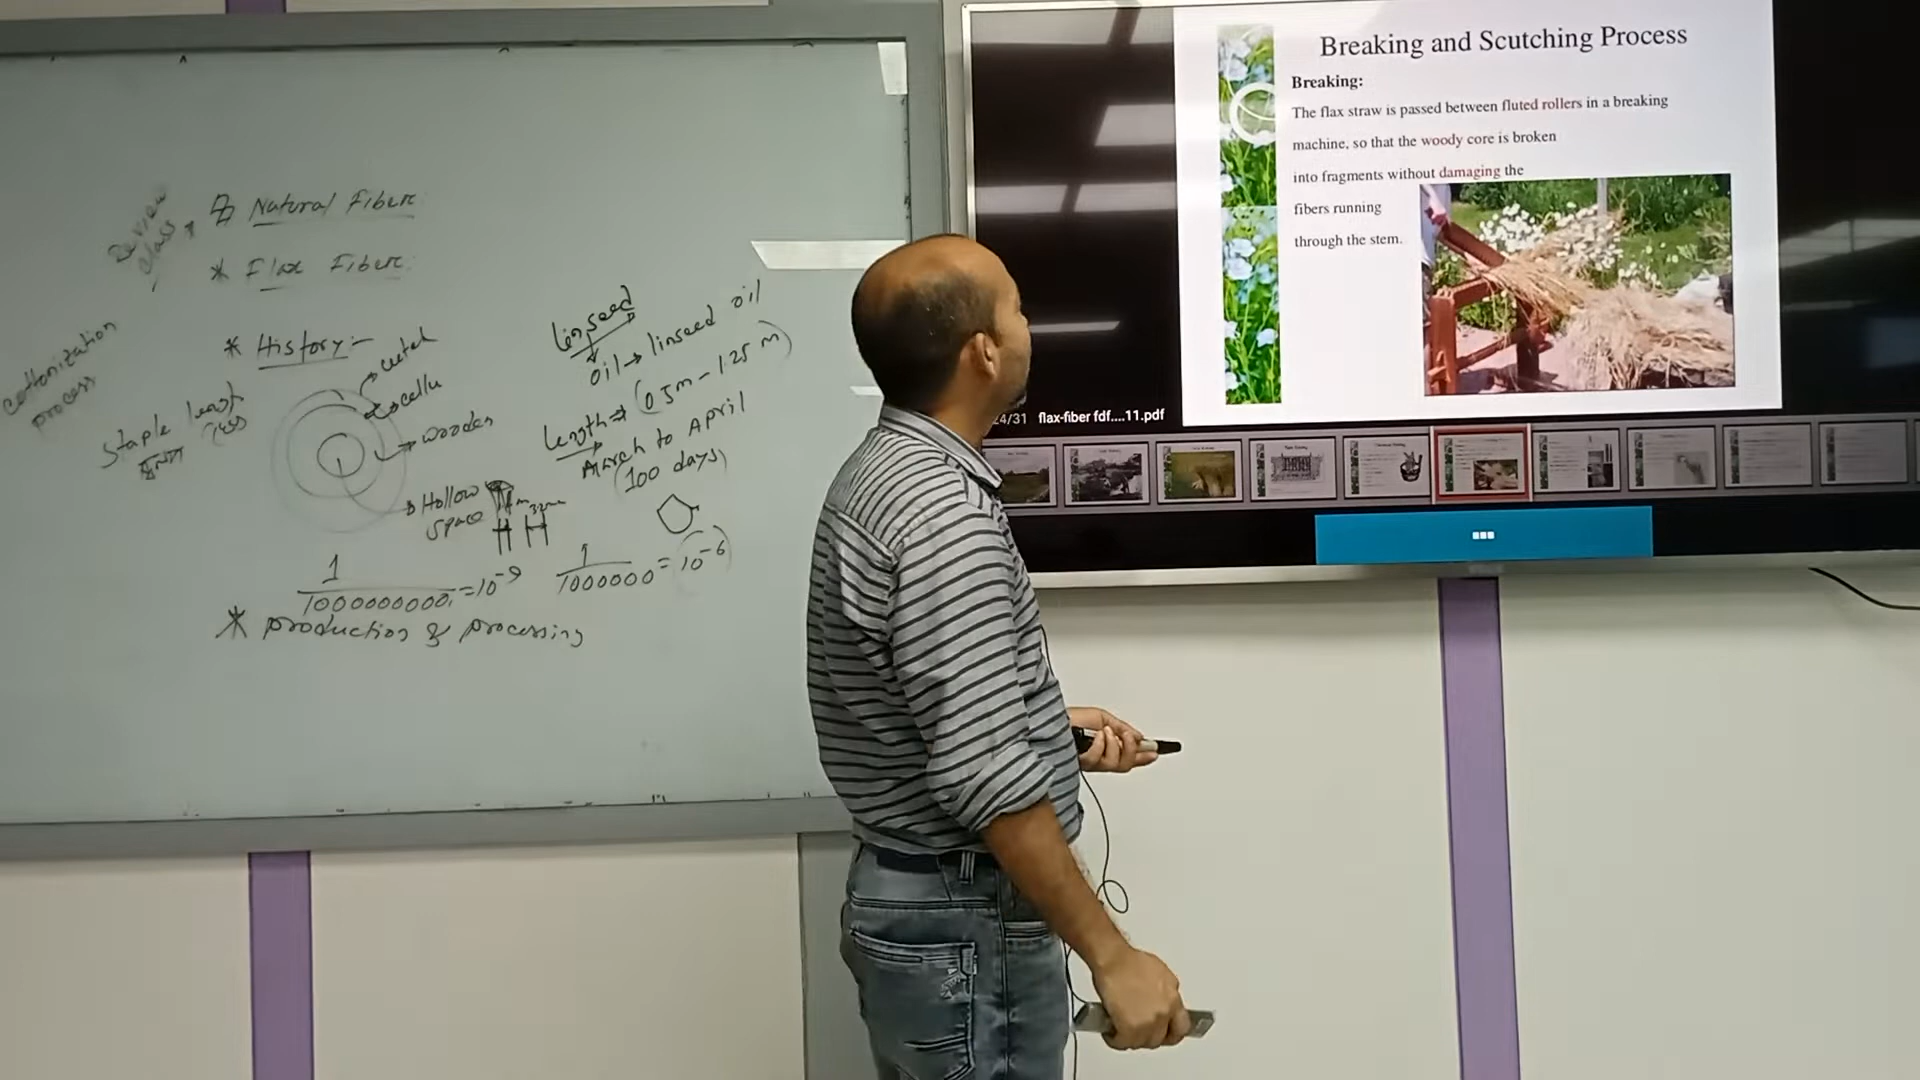 Review
class
Natural Fiber
* Flax Fiber
* History:-
cottonization
process
Staple length
wooden
Hollow
space
Linseed
oil → linseed oil
Length ⇒ (0.5m - 1.25 m)
March to April
(100 days)
1/1000000000 = 10⁻⁹
1/1000000 = 10⁻⁶
* production & processing
Breaking and Scutching Process
Breaking:
The flax straw is passed between fluted rollers in a breaking
machine, so that the woody core is broken
into fragments without damaging the
fibers running
through the stem.
24/31 flax-fiber fdf....11.pdf